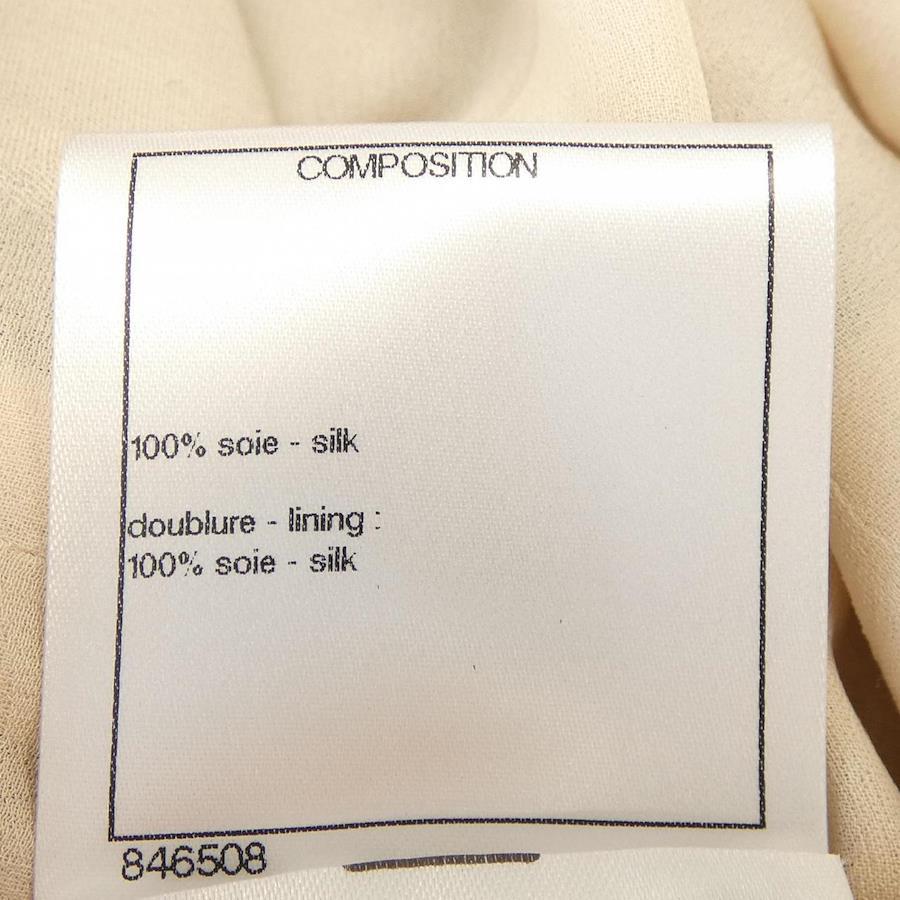 COMPOSITION
100% soie - silk
doublure - lining :
100% soie - silk
846508